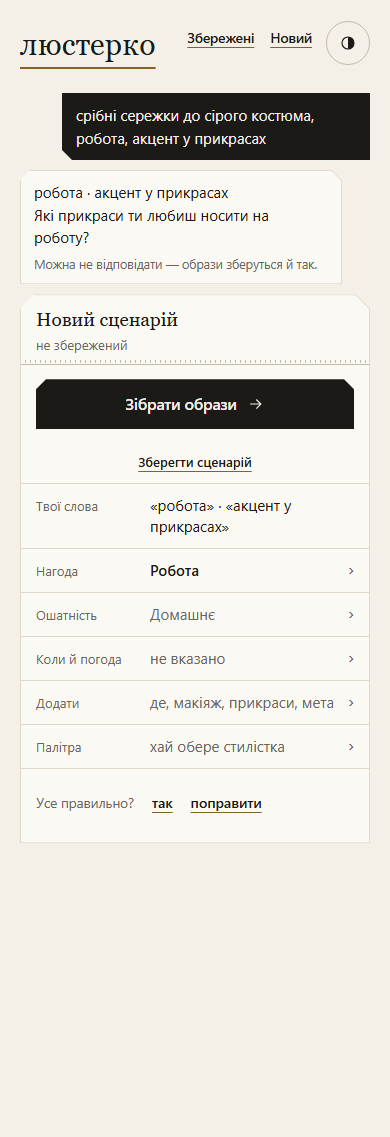 люстерко
Збережені Новий
срібні сережки до сірого костюма,
робота, акцент у прикрасах
робота · акцент у прикрасах
Які прикраси ти любиш носити на
роботу?
Можна не відповідати — образи зберуться й так.
Новий сценарій
не збережений
Зібрати образи →
Зберегти сценарій
Твої слова «робота» · «акцент у
прикрасах»
Нагода Робота ›
Ошатність Домашнє ›
Коли й погода не вказано ›
Додати де, макіяж, прикраси, мета ›
Палітра хай обере стилістка ›
Усе правильно? так поправити